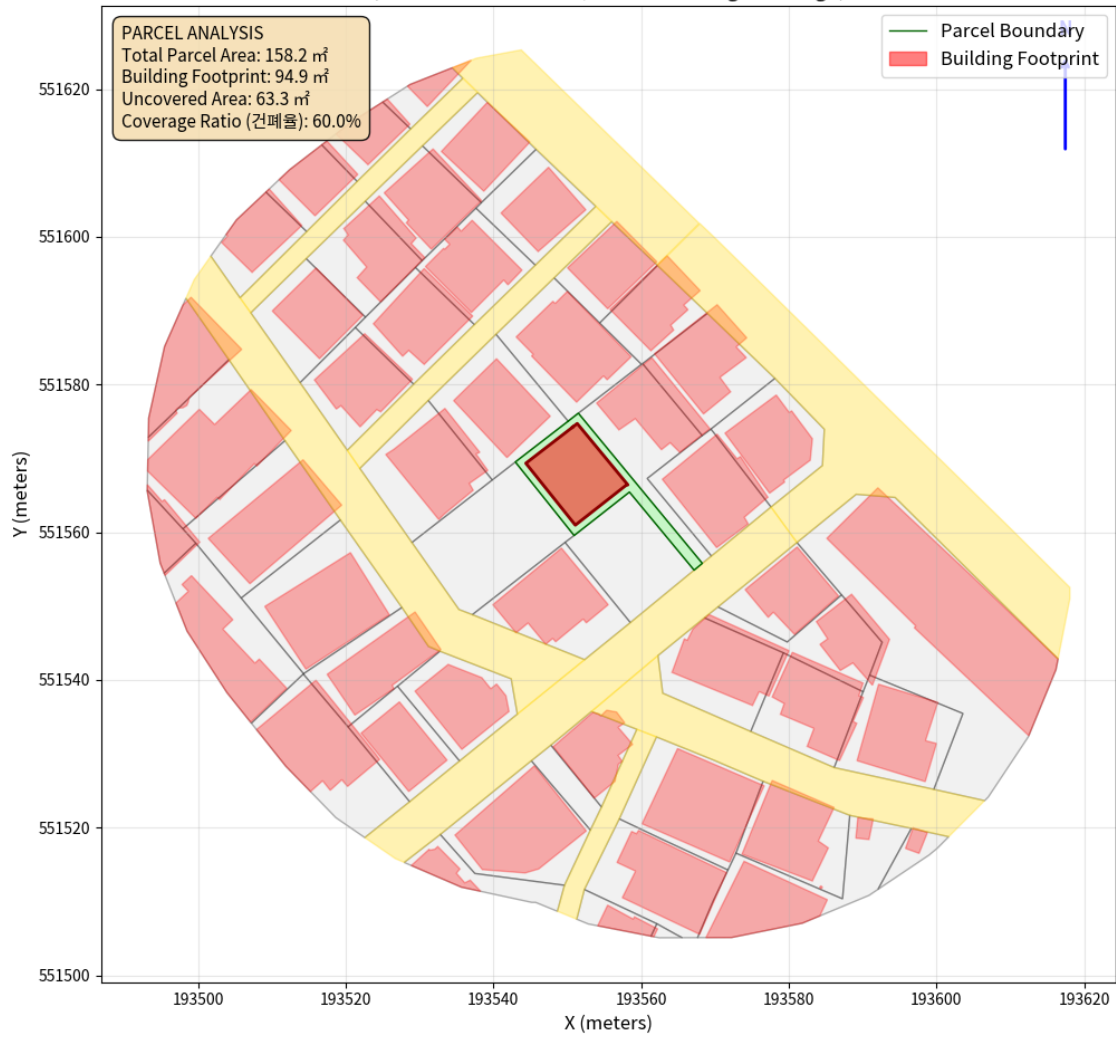 PARCEL ANALYSIS
Total Parcel Area: 158.2 ㎡
Building Footprint: 94.9 ㎡
Uncovered Area: 63.3 ㎡
Coverage Ratio (건폐율): 60.0%
Parcel Boundary
Building Footprint
N
551620
551600
551580
551560
551540
551520
551500
Y (meters)
193500
193520
193540
193560
193580
193600
193620
X (meters)